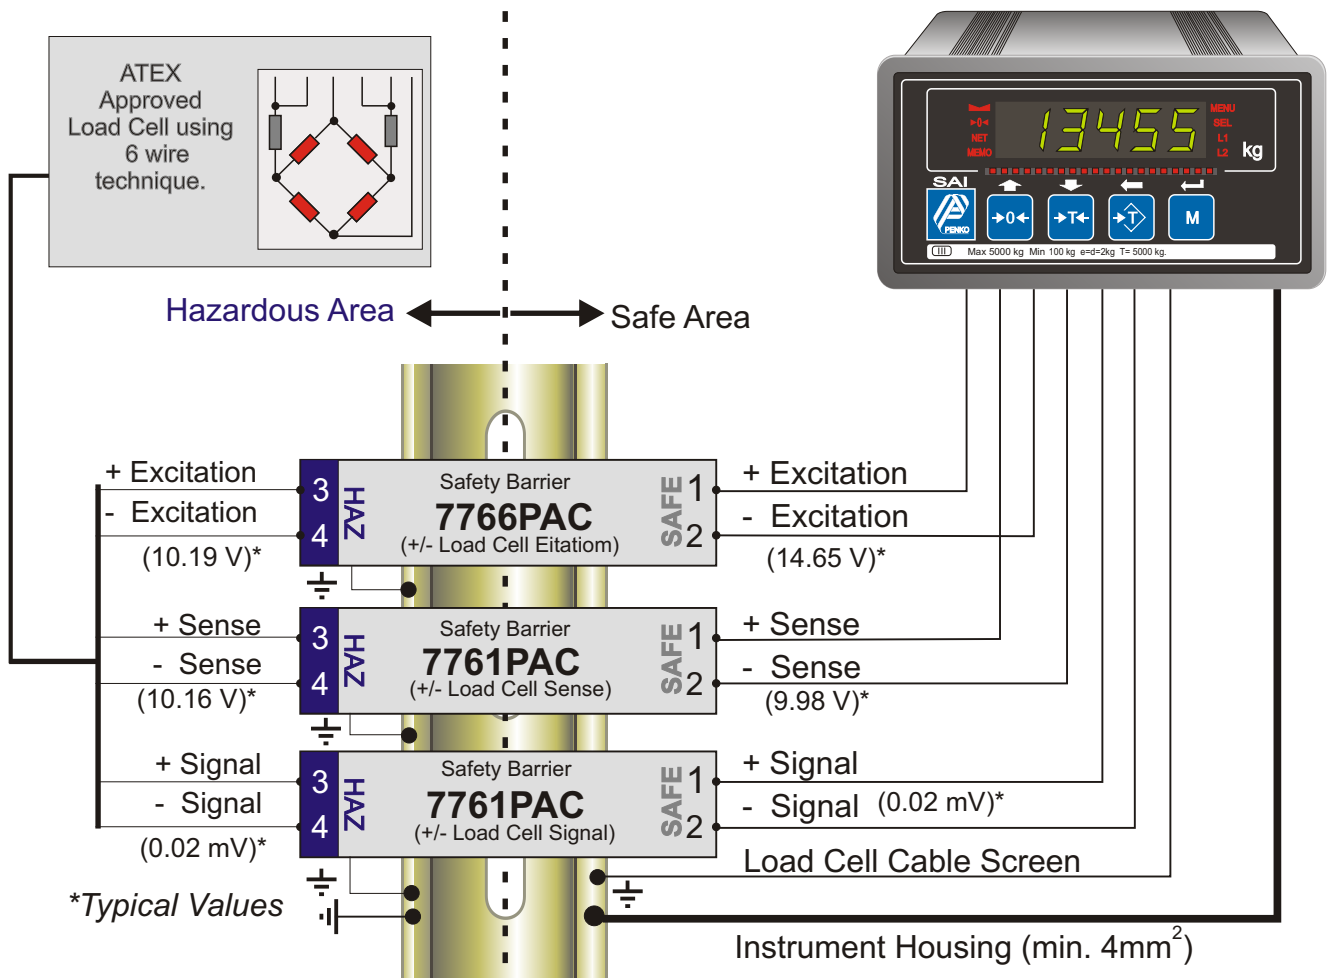 ATEX
Approved
Load Cell using
6 wire
technique.
Hazardous Area
Safe Area
13455
kg
→0←
NET
MEMO
MENU
SEL
L1
L2
SAI
PENKO
→0←
→T←
→T
M
III Max 5000 kg Min 100 kg e=d=2kg T= 5000 kg.
+ Excitation
- Excitation
(10.19 V)*
3
4
HAZ
Safety Barrier
7766PAC
(+/- Load Cell Eitatiom)
SAFE
1
2
+ Excitation
- Excitation
(14.65 V)*
+ Sense
- Sense
(10.16 V)*
3
4
HAZ
Safety Barrier
7761PAC
(+/- Load Cell Sense)
SAFE
1
2
+ Sense
- Sense
(9.98 V)*
+ Signal
- Signal
(0.02 mV)*
3
4
HAZ
Safety Barrier
7761PAC
(+/- Load Cell Signal)
SAFE
1
2
+ Signal
- Signal (0.02 mV)*
Load Cell Cable Screen
*Typical Values
Instrument Housing (min. 4mm²)